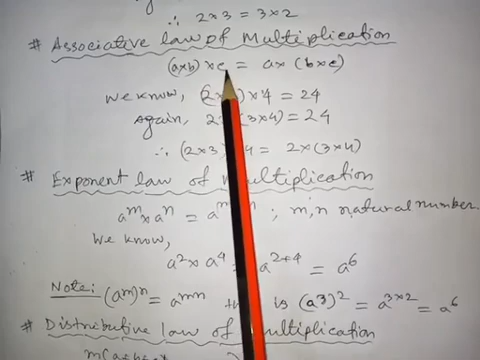 ∴ 2×3 = 3×2
# Associative law of Multiplication
(a×b) ×c = a× (b×c)
We know, (2× ) ×4 = 24
Again, 2 (3×4) = 24
∴ (2×3) 4 = 2×(3×4)
# Exponent law of Multiplication
aᵐ×aⁿ = aᵐ ; m,n natural number.
We know,
a²×a⁴ = a²⁺⁴ = a⁶
Note: (aᵐ)ⁿ = aᵐⁿ is (a³)² = a³ˣ² = a⁶
# Distributive law of multiplication